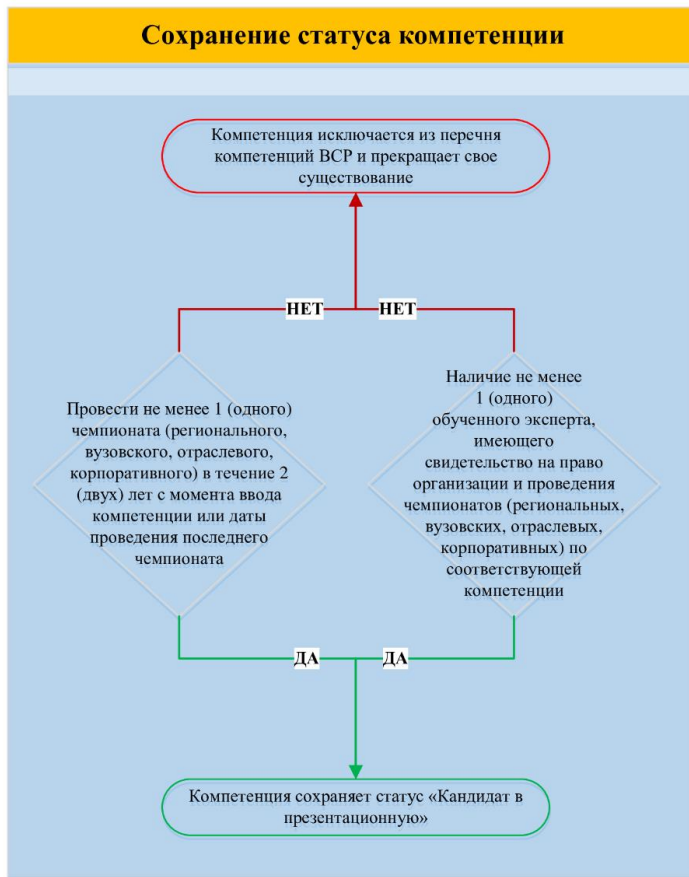 Сохранение статуса компетенции
Компетенция исключается из перечня
компетенций ВСР и прекращает свое
существование
НЕТ НЕТ
Провести не менее 1 (одного)
чемпионата (регионального,
вузовского, отраслевого,
корпоративного) в течение 2
(двух) лет с момента ввода
компетенции или даты
проведения последнего
чемпионата
Наличие не менее
1 (одного)
обученного эксперта,
имеющего
свидетельство на право
организации и проведения
чемпионатов (региональных,
вузовских, отраслевых,
корпоративных) по
соответствующей
компетенции
ДА ДА
Компетенция сохраняет статус «Кандидат в
презентационную»